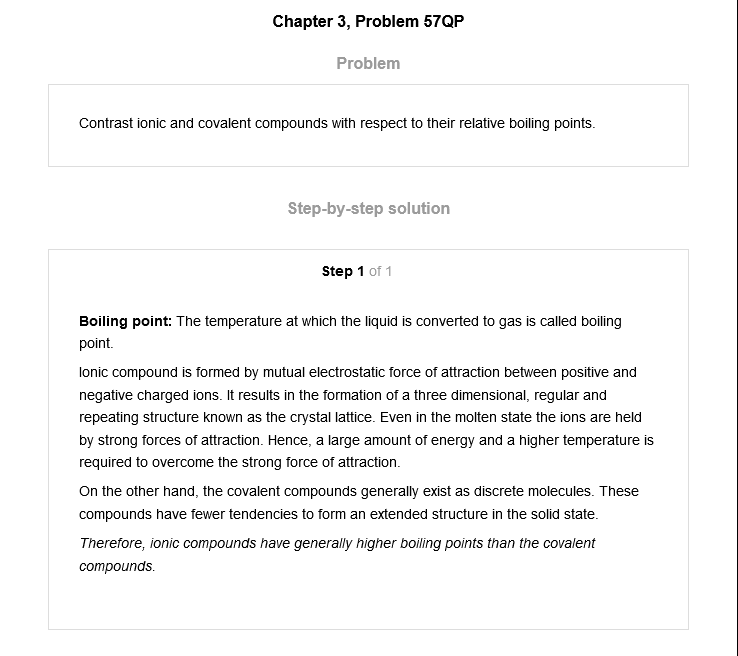 Chapter 3, Problem 57QP
Problem
Contrast ionic and covalent compounds with respect to their relative boiling points.
Step-by-step solution
Step 1 of 1
Boiling point: The temperature at which the liquid is converted to gas is called boiling
point.
Ionic compound is formed by mutual electrostatic force of attraction between positive and
negative charged ions. It results in the formation of a three dimensional, regular and
repeating structure known as the crystal lattice. Even in the molten state the ions are held
by strong forces of attraction. Hence, a large amount of energy and a higher temperature is
required to overcome the strong force of attraction.
On the other hand, the covalent compounds generally exist as discrete molecules. These
compounds have fewer tendencies to form an extended structure in the solid state.
Therefore, ionic compounds have generally higher boiling points than the covalent
compounds.